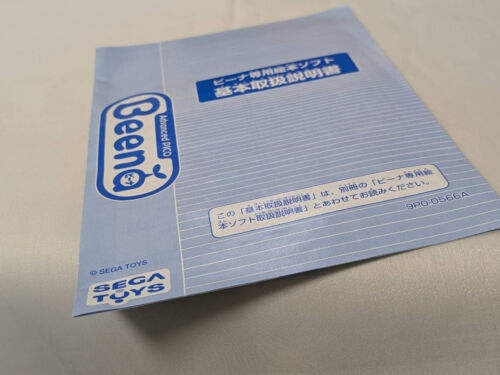 ビーナ専用絵本ソフト
基本取扱説明書
Advanced PICO
Beena
この「基本取扱説明書」は、別冊の「ビーナ専用絵
本ソフト取扱説明書」とあわせてお読みください。
9P0-0566A
© SEGA TOYS
SEGA
TOYS